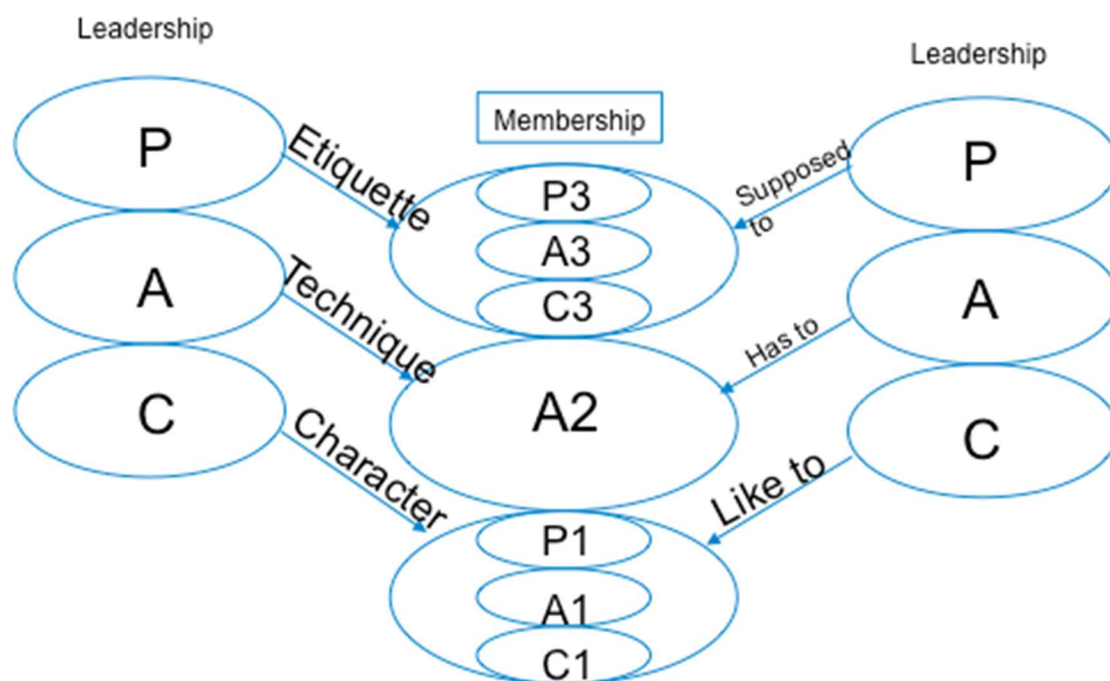 Leadership
P
A
C
Etiquette
Technique
Character
Membership
P3
A3
C3
A2
P1
A1
C1
Supposed
to
Has to
Like to
Leadership
P
A
C